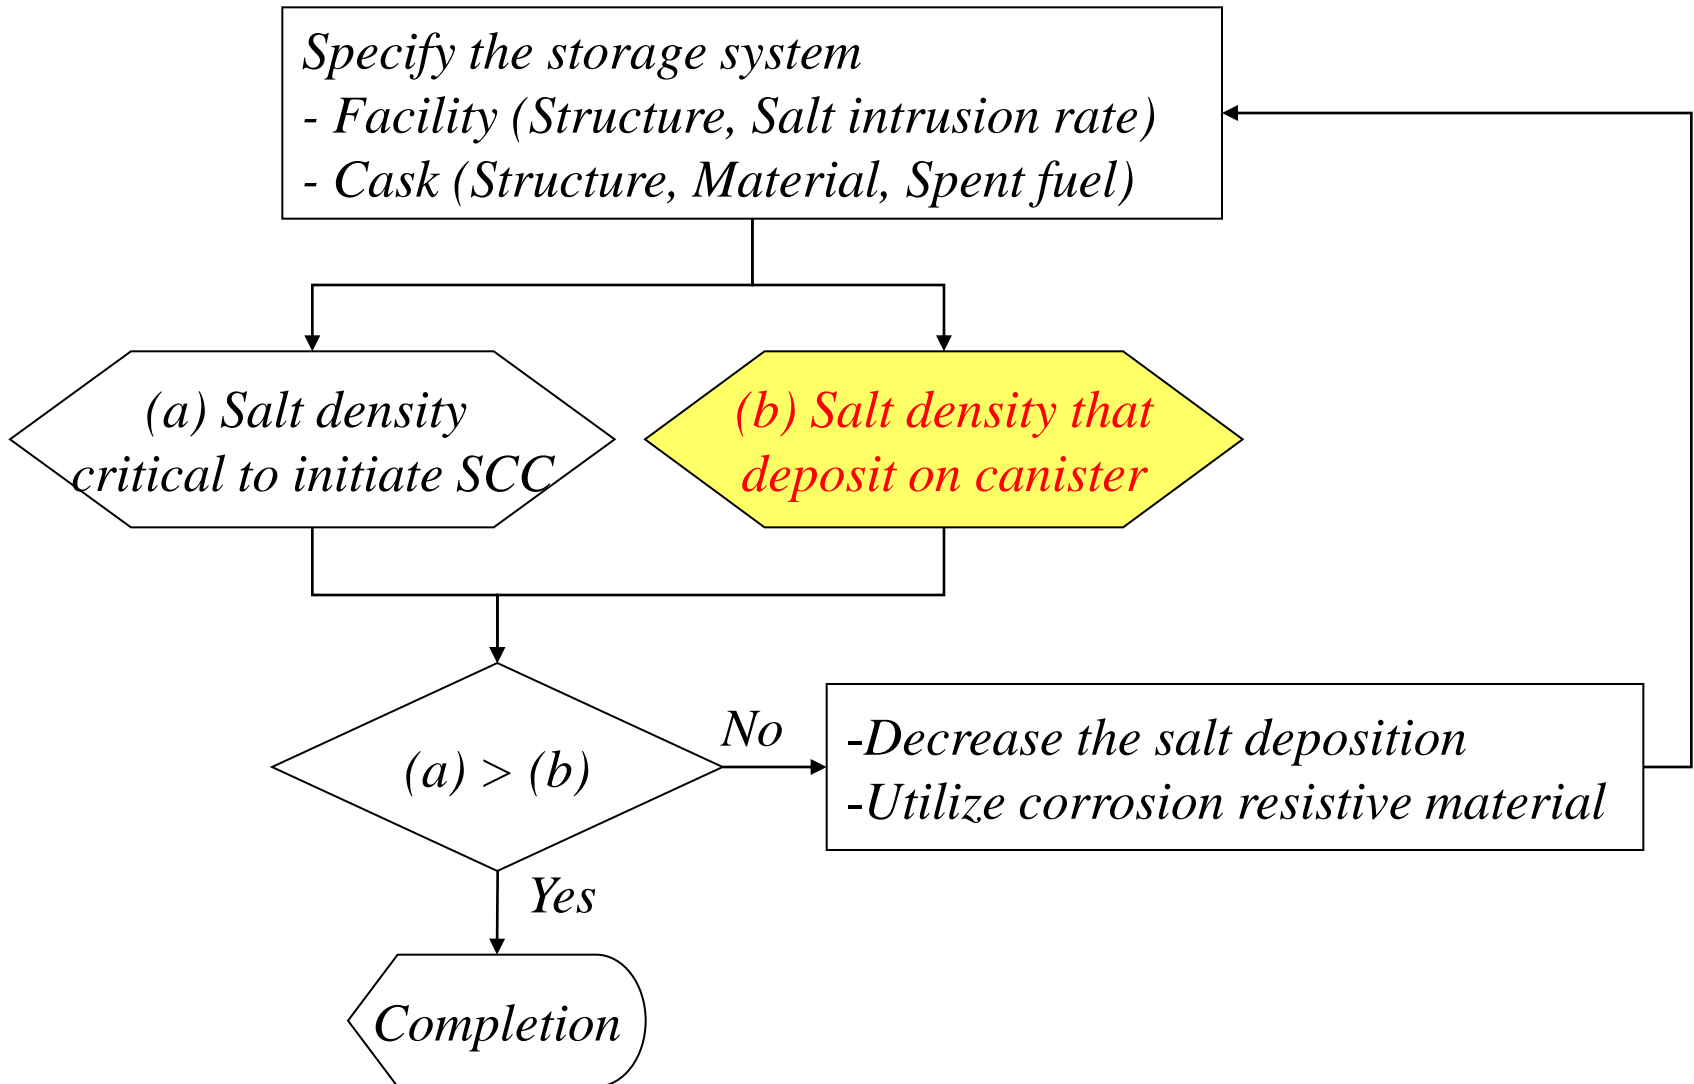 Specify the storage system
- Facility (Structure, Salt intrusion rate)
- Cask (Structure, Material, Spent fuel)
(a) Salt density
critical to initiate SCC
(b) Salt density that
deposit on canister
(a) > (b)
No
-Decrease the salt deposition
-Utilize corrosion resistive material
Yes
Completion